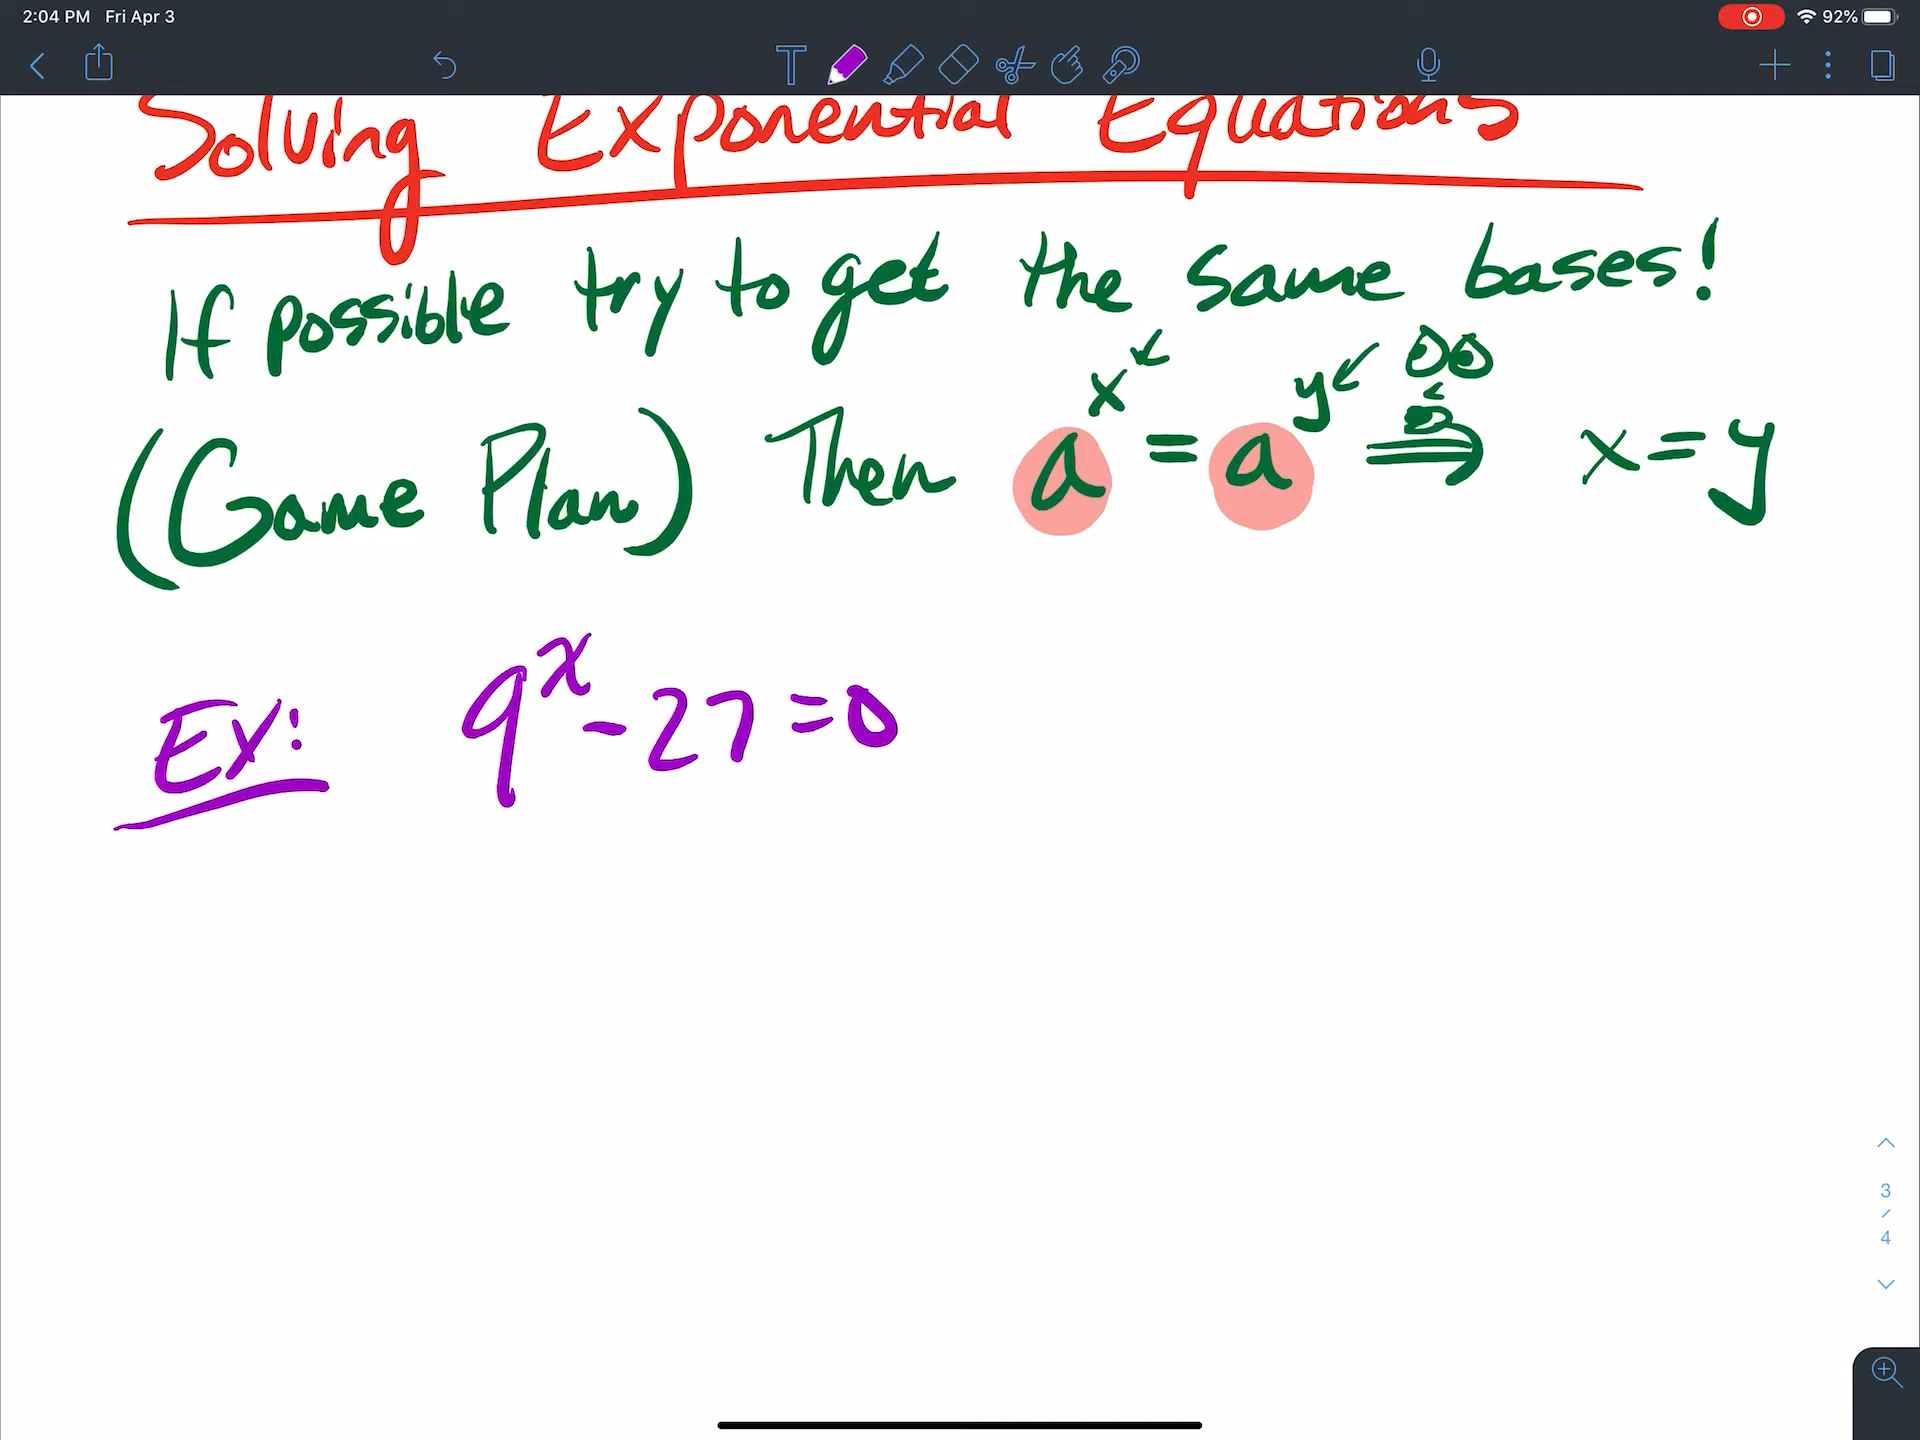 2:04 PM Fri Apr 3 92%
Solving Exponential Equations
If possible try to get the same bases!
(Game Plan) Then a^x = a^y ⇒ x = y
Ex: 9^x - 27 = 0
3
/
4